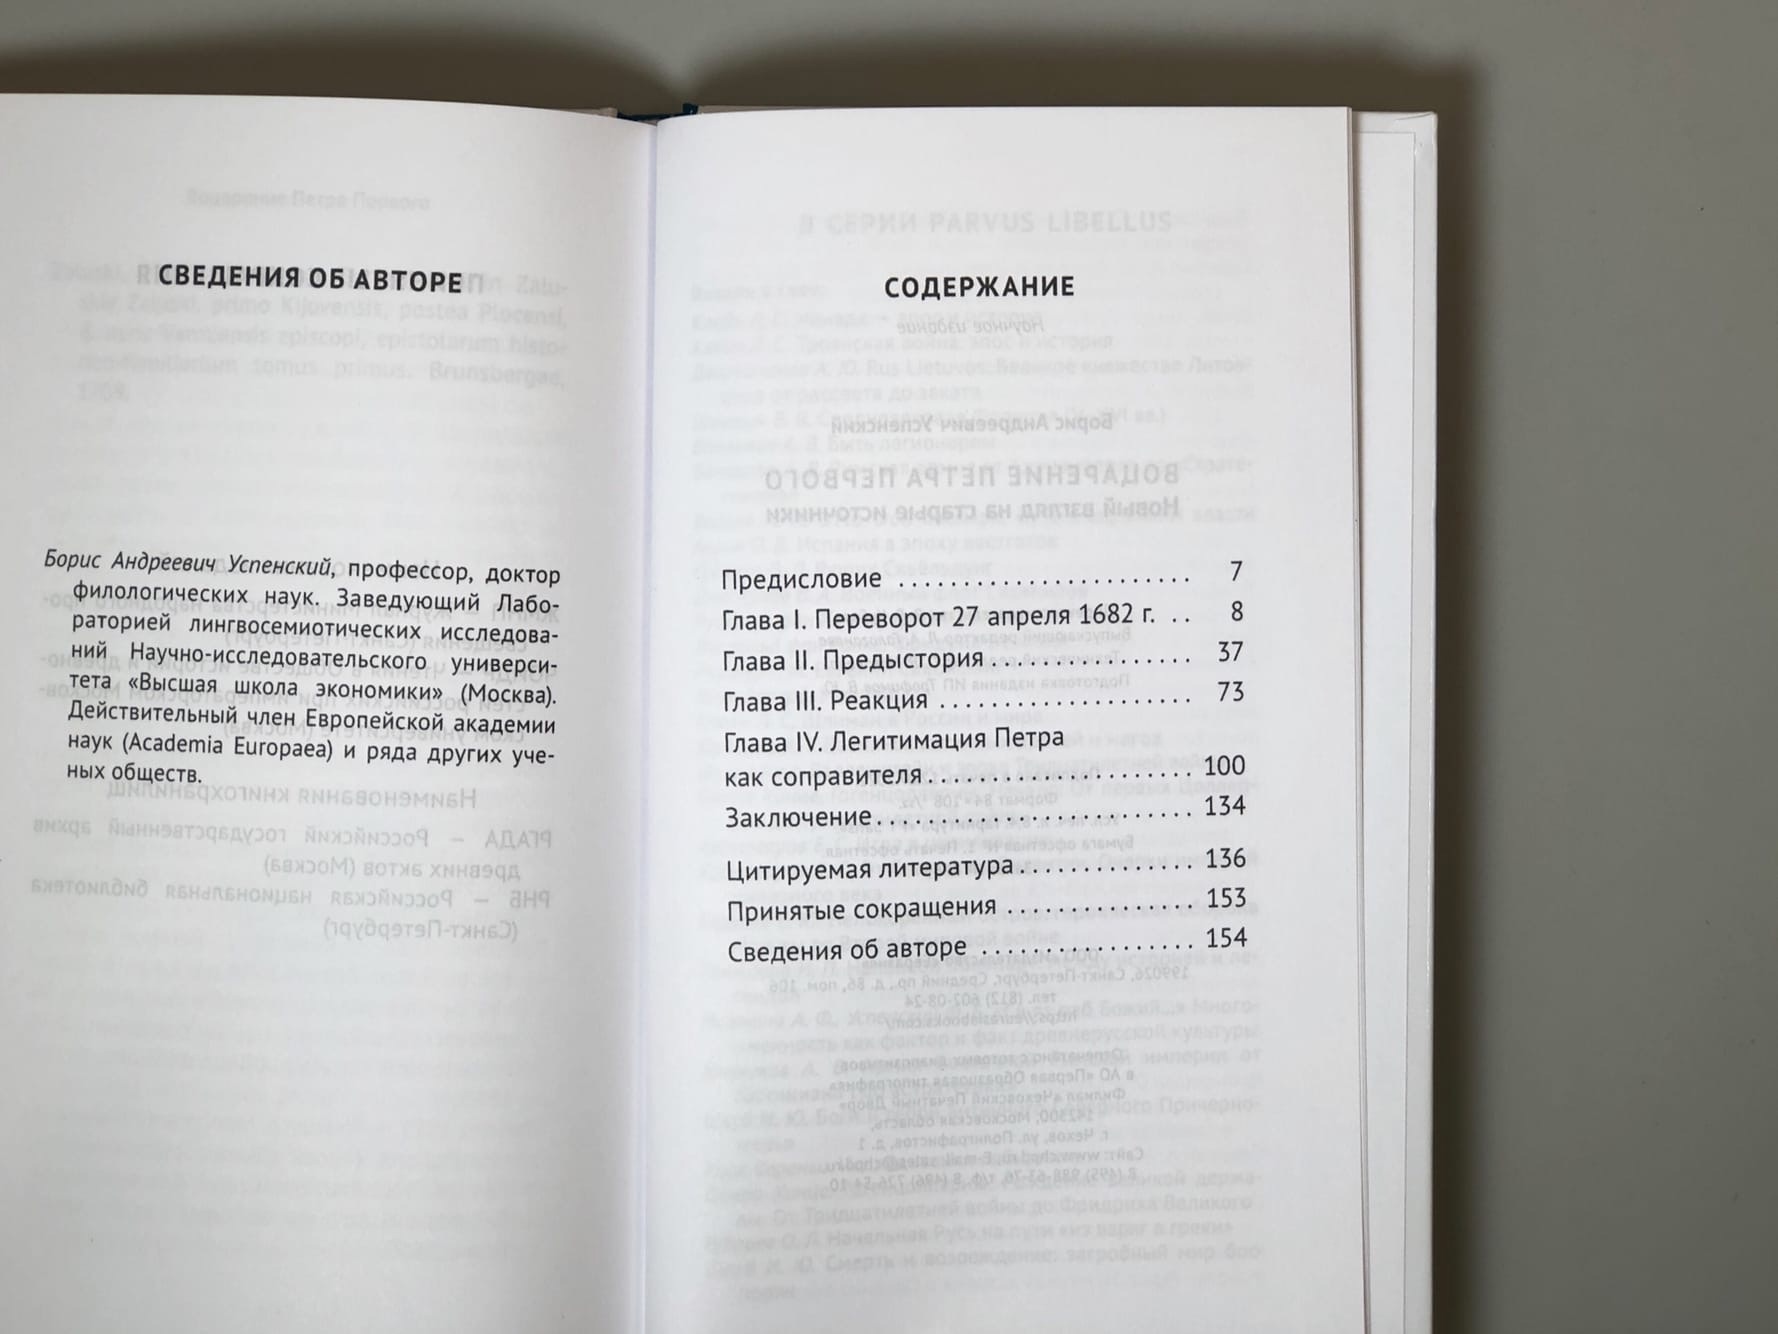 СВЕДЕНИЯ ОБ АВТОРЕ
Борис Андреевич Успенский, профессор, доктор
филологических наук. Заведующий Лабо-
раторией лингвосемиотических исследова-
ний Научно-исследовательского универси-
тета «Высшая школа экономики» (Москва).
Действительный член Европейской академии
наук (Academia Europaea) и ряда других уче-
ных обществ.
СОДЕРЖАНИЕ
Предисловие . . . . . . . . . . . . . . . . . . . . . . 7
Глава I. Переворот 27 апреля 1682 г. . . 8
Глава II. Предыстория . . . . . . . . . . . . . . . . 37
Глава III. Реакция . . . . . . . . . . . . . . . . . . . 73
Глава IV. Легитимация Петра
как соправителя . . . . . . . . . . . . . . . . . . . . 100
Заключение . . . . . . . . . . . . . . . . . . . . . . . 134
Цитируемая литература . . . . . . . . . . . . . 136
Принятые сокращения . . . . . . . . . . . . . . 153
Сведения об авторе . . . . . . . . . . . . . . . . 154